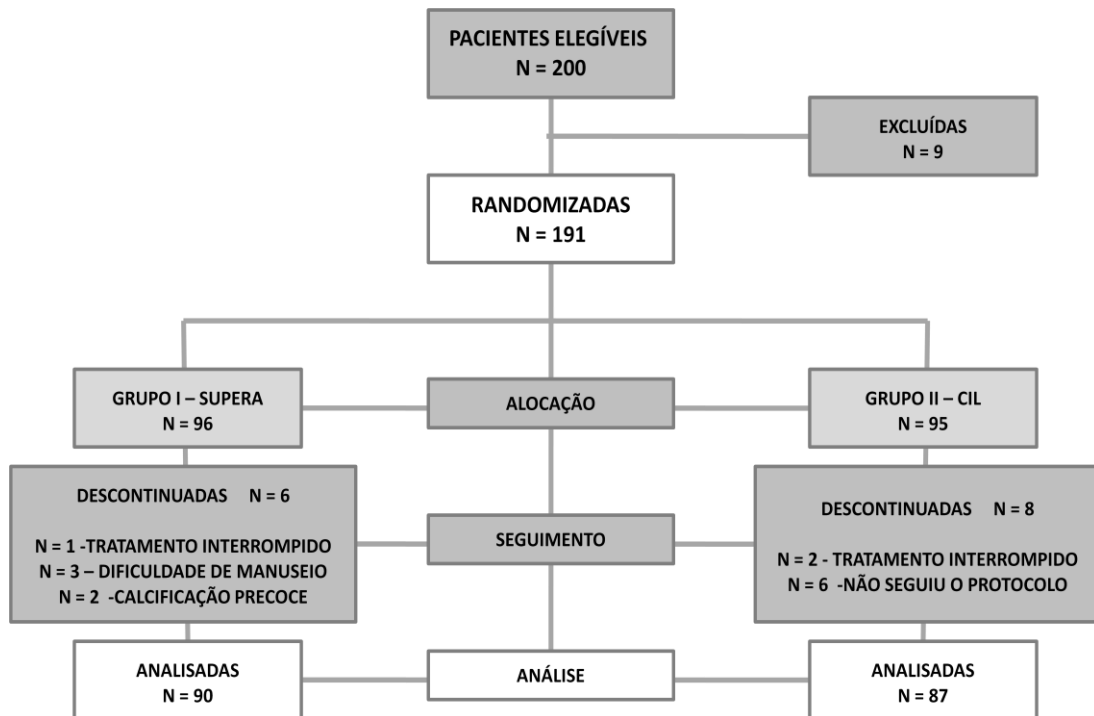 PACIENTES ELEGÍVEIS
N = 200
EXCLUÍDAS
N = 9
RANDOMIZADAS
N = 191
GRUPO I – SUPERA
N = 96
ALOCAÇÃO
GRUPO II – CIL
N = 95
DESCONTINUADAS N = 6
N = 1 -TRATAMENTO INTERROMPIDO
N = 3 – DIFICULDADE DE MANUSEIO
N = 2 -CALCIFICAÇÃO PRECOCE
SEGUIMENTO
DESCONTINUADAS N = 8
N = 2 - TRATAMENTO INTERROMPIDO
N = 6 -NÃO SEGUIU O PROTOCOLO
ANALISADAS
N = 90
ANÁLISE
ANALISADAS
N = 87